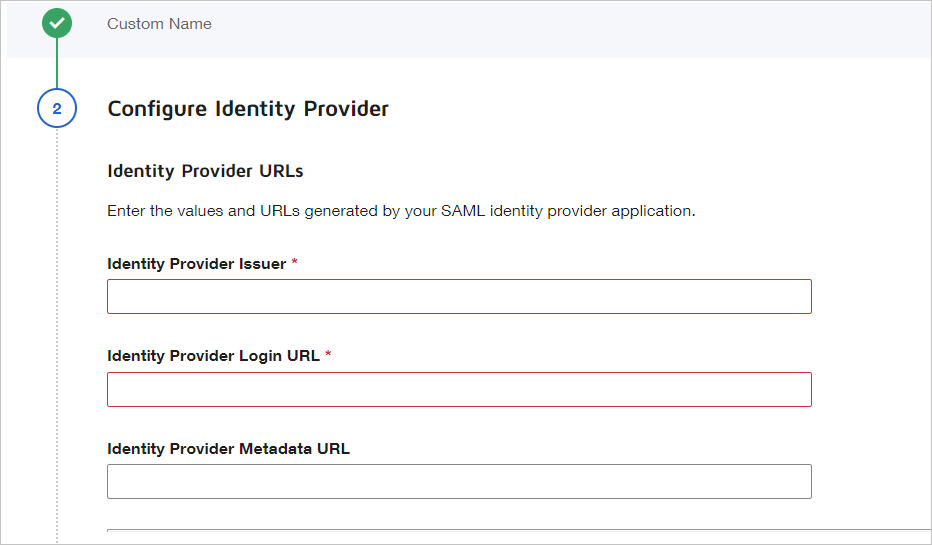 Custom Name
2
Configure Identity Provider
Identity Provider URLs
Enter the values and URLs generated by your SAML identity provider application.
Identity Provider Issuer *
Identity Provider Login URL *
Identity Provider Metadata URL